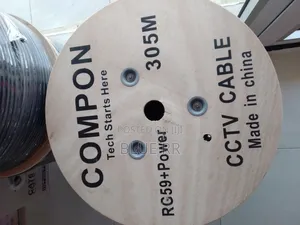 COMPON
Tech Starts Here
305M
RG59+Power
CCTV CABLE
Made in china